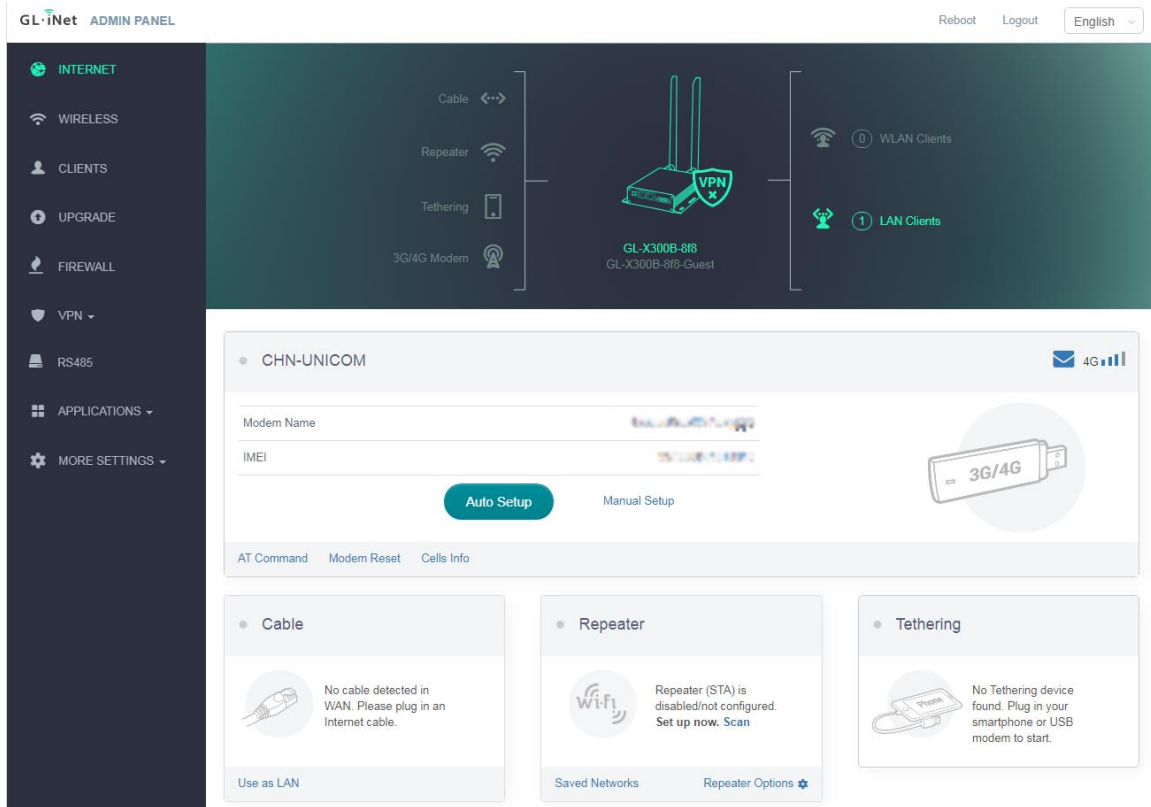 GL·iNet ADMIN PANEL
Reboot
Logout
English
INTERNET
WIRELESS
CLIENTS
UPGRADE
FIREWALL
VPN
RS485
APPLICATIONS
MORE SETTINGS
Cable
Repeater
Tethering
3G/4G Modem
VPN
GL-X300B-8f8
GL-X300B-8f8-Guest
0 WLAN Clients
1 LAN Clients
CHN-UNICOM
4G
Modem Name
IMEI
Auto Setup
Manual Setup
3G/4G
AT Command
Modem Reset
Cells Info
Cable
No cable detected in
WAN. Please plug in an
Internet cable.
Use as LAN
Repeater
Wi-Fi
Repeater (STA) is
disabled/not configured.
Set up now. Scan
Saved Networks
Repeater Options
Tethering
Phone
No Tethering device
found. Plug in your
smartphone or USB
modem to start.